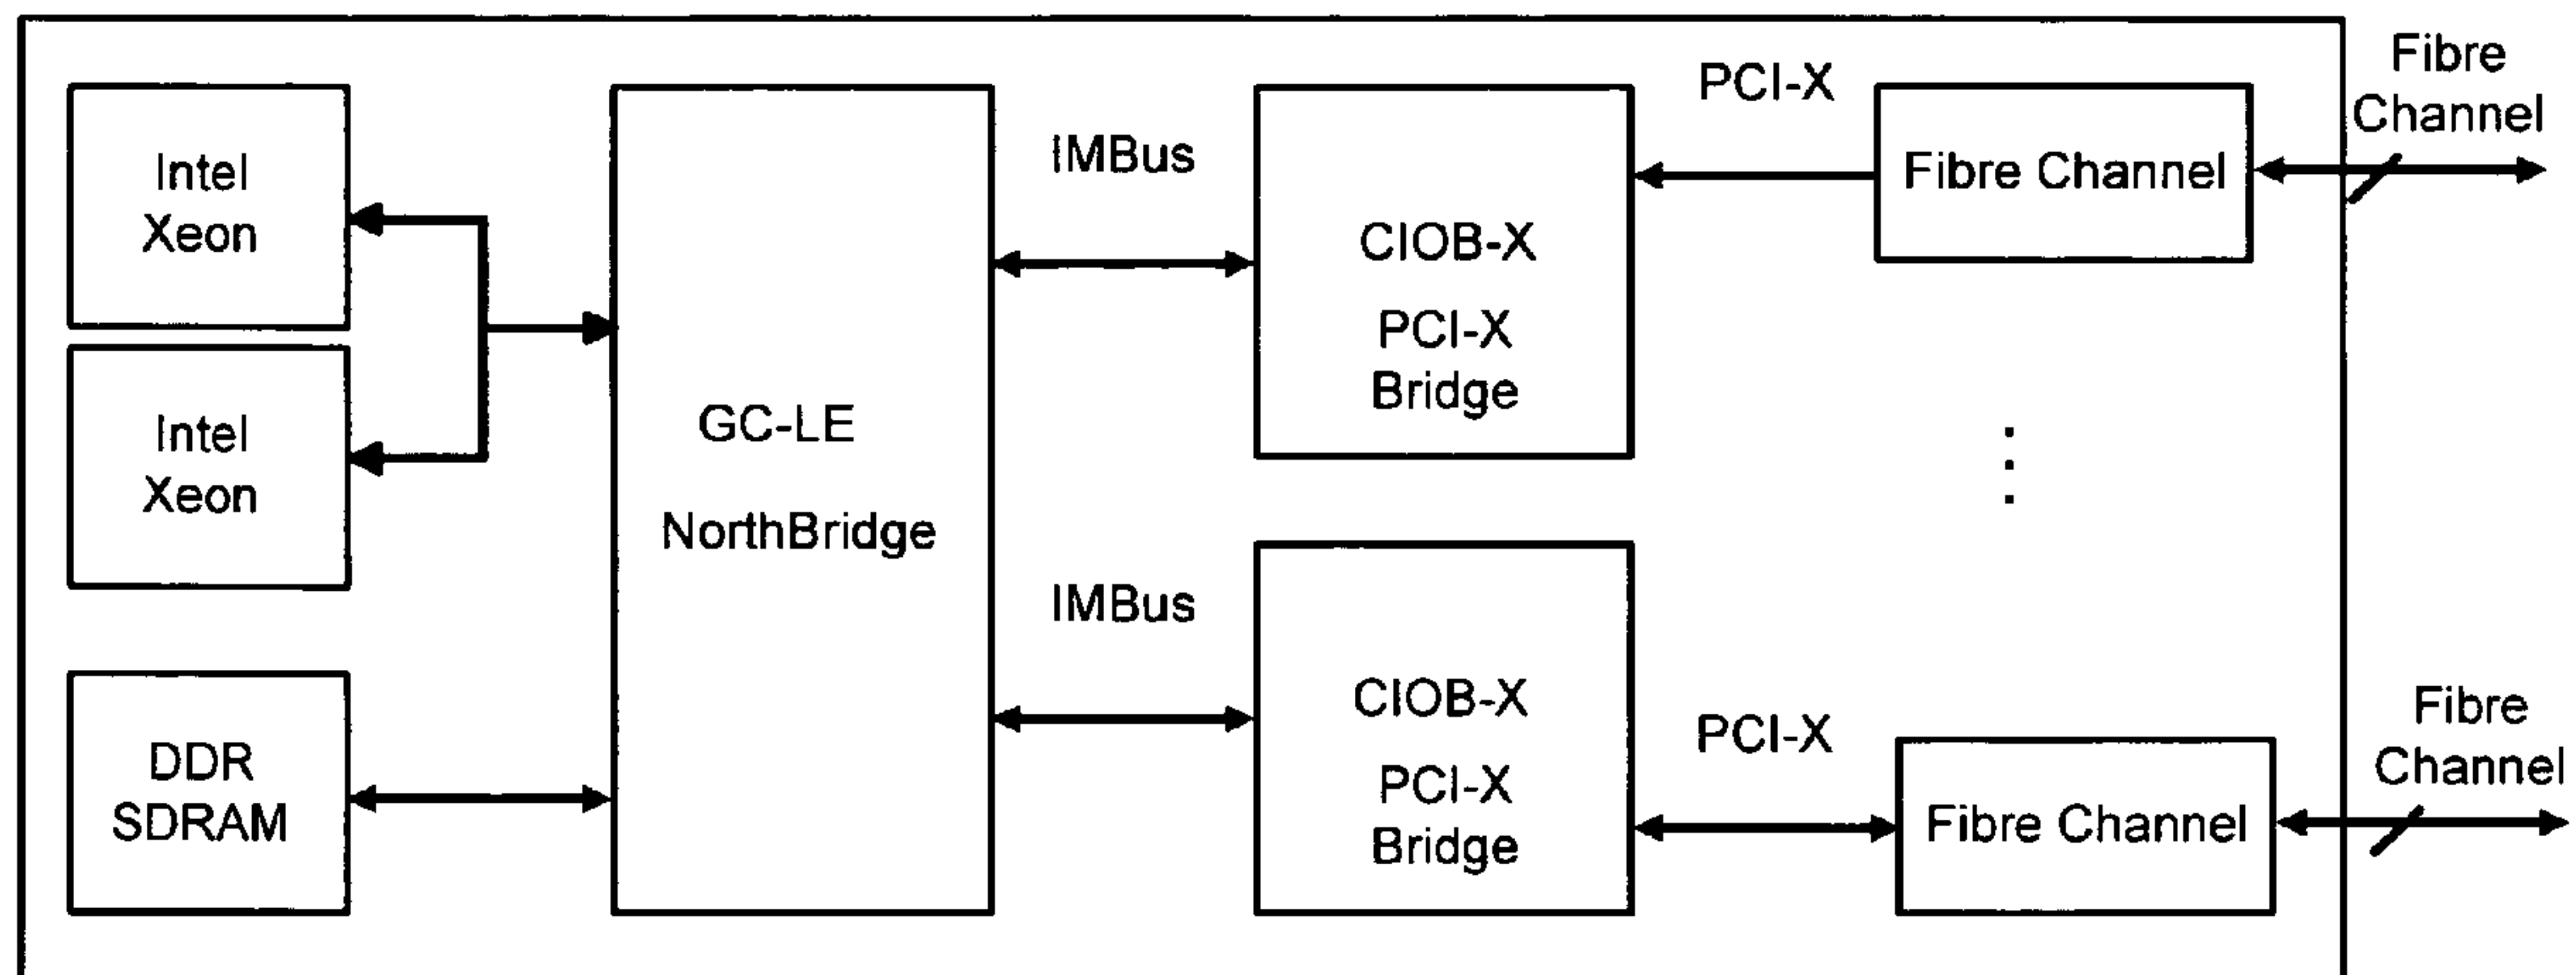 Intel
Xeon
Intel
Xeon
DDR
SDRAM
GC-LE
NorthBridge
IMBus
IMBus
CIOB-X
PCI-X
Bridge
CIOB-X
PCI-X
Bridge
PCI-X
Fibre Channel
Fibre
Channel
PCI-X
Fibre Channel
Fibre
Channel